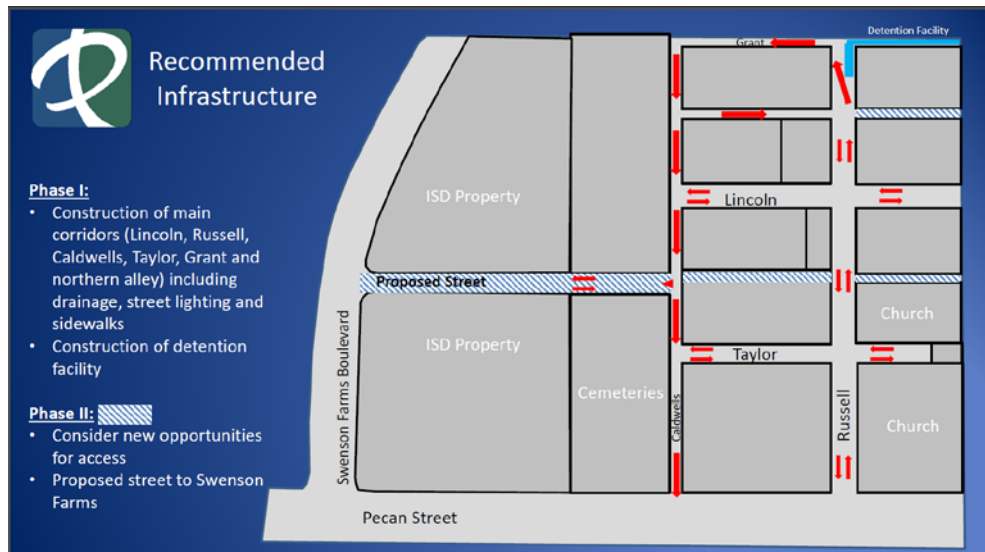 Recommended
Infrastructure
Phase I:
• Construction of main
corridors (Lincoln, Russell,
Caldwells, Taylor, Grant and
northern alley) including
drainage, street lighting and
sidewalks
• Construction of detention
facility
Phase II:
• Consider new opportunities
for access
• Proposed street to Swenson
Farms
Detention Facility
Grant
ISD Property
Lincoln
Proposed Street
Church
ISD Property
Taylor
Cemeteries
Church
Swenson Farms Boulevard
Caldwells
Russell
Pecan Street